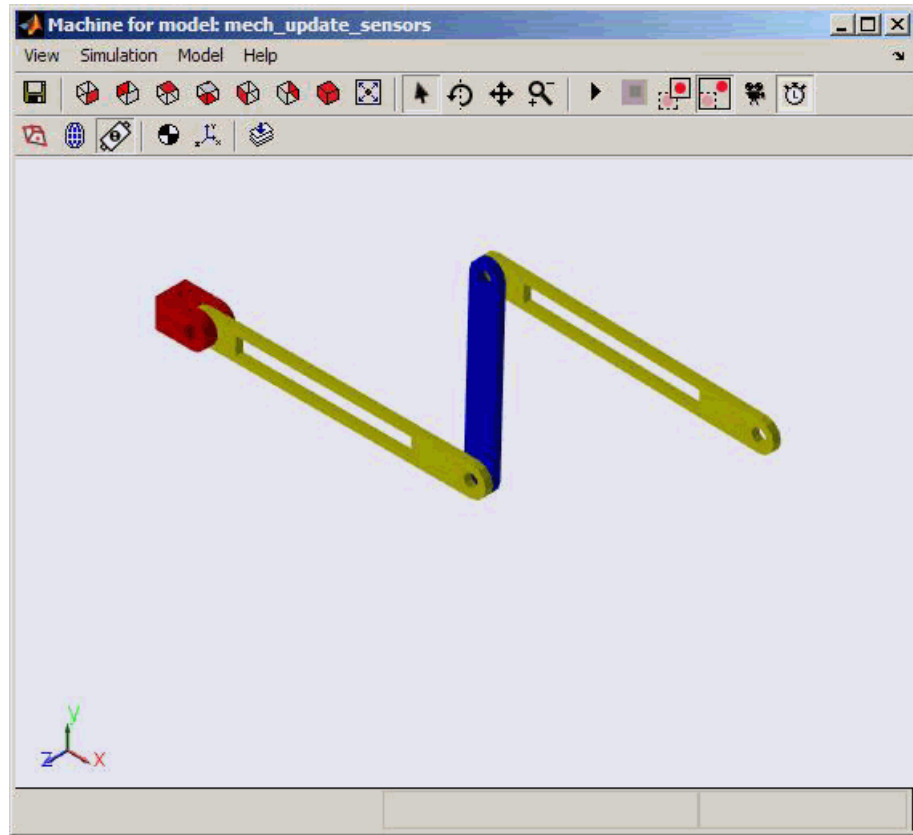 Machine for model: mech_update_sensors
View Simulation Model Help
y
Z X